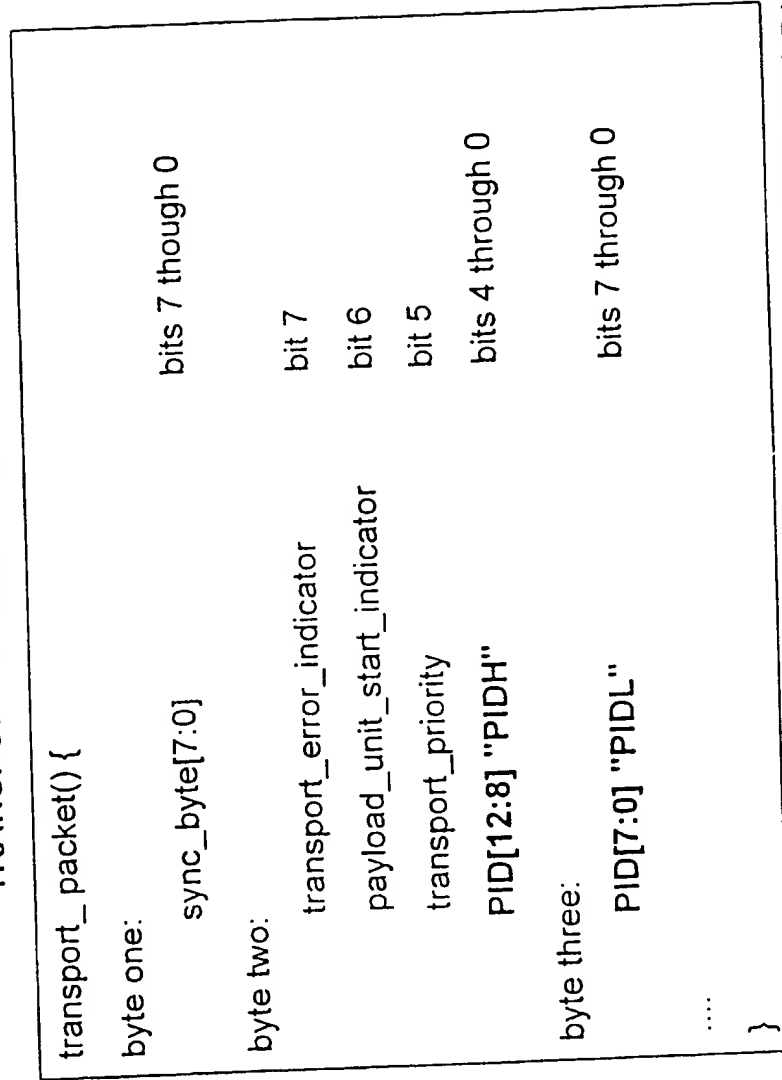 transport_ packet() {
byte one:
sync_byte[7:0] bits 7 though 0
byte two:
transport_error_indicator bit 7
payload_unit_start_indicator bit 6
transport_priority bit 5
PID[12:8] "PIDH" bits 4 through 0
byte three:
PID[7:0] "PIDL" bits 7 through 0
....
}